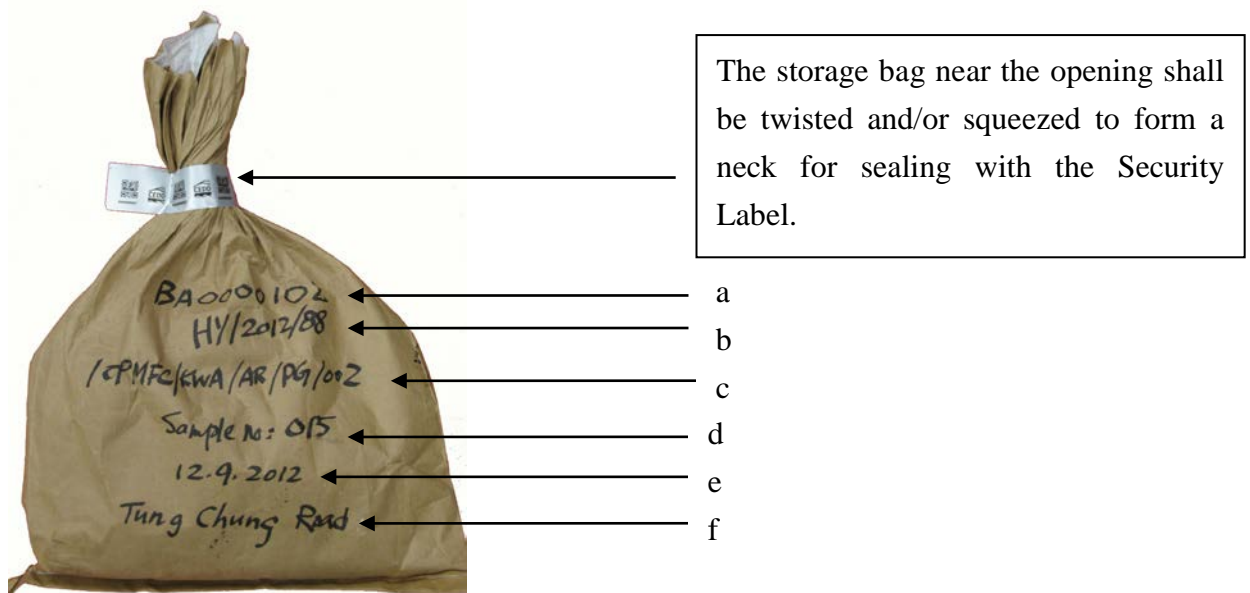 The storage bag near the opening shall
be twisted and/or squeezed to form a
neck for sealing with the Security
Label.
BA0000102
a
HY/2012/88
b
/CPMFC/KWA/AR/PG/002
c
Sample no: 015
d
12.9.2012
e
Tung Chung Road
f
CEDD